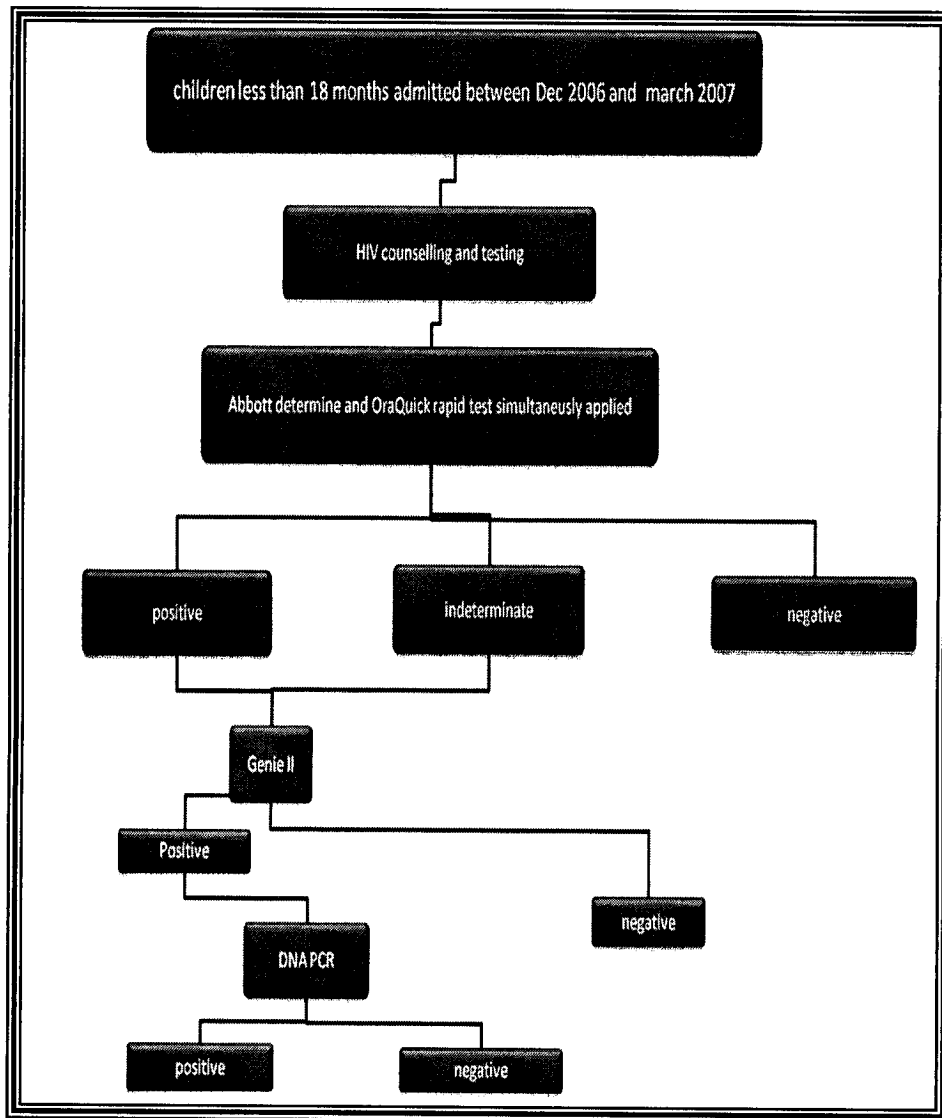 children less than 18 months admitted between Dec 2006 and march 2007
HIV counselling and testing
Abbott determine and OraQuick rapid test simultaneusly applied
positive
indeterminate
negative
Genie II
Positive
negative
DNA PCR
positive
negative